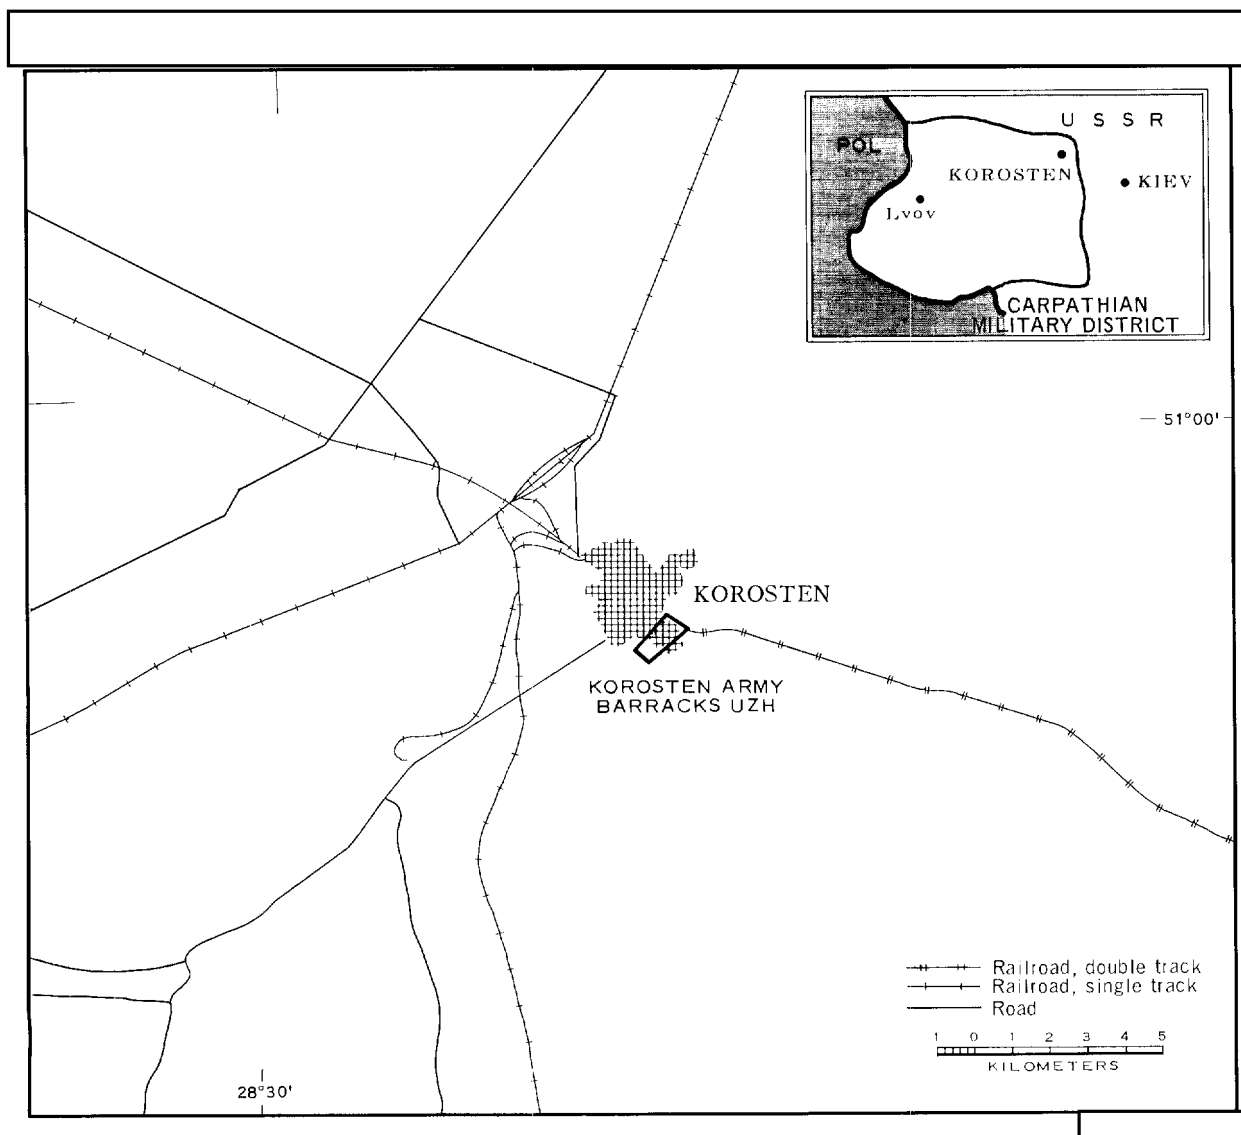 U S S R
POL
KOROSTEN
KIEV
Lvov
CARPATHIAN
MILITARY DISTRICT
51°00'
KOROSTEN
KOROSTEN ARMY
BARRACKS UZH
Railroad, double track
Railroad, single track
Road
1 0 1 2 3 4 5
KILOMETERS
28°30'